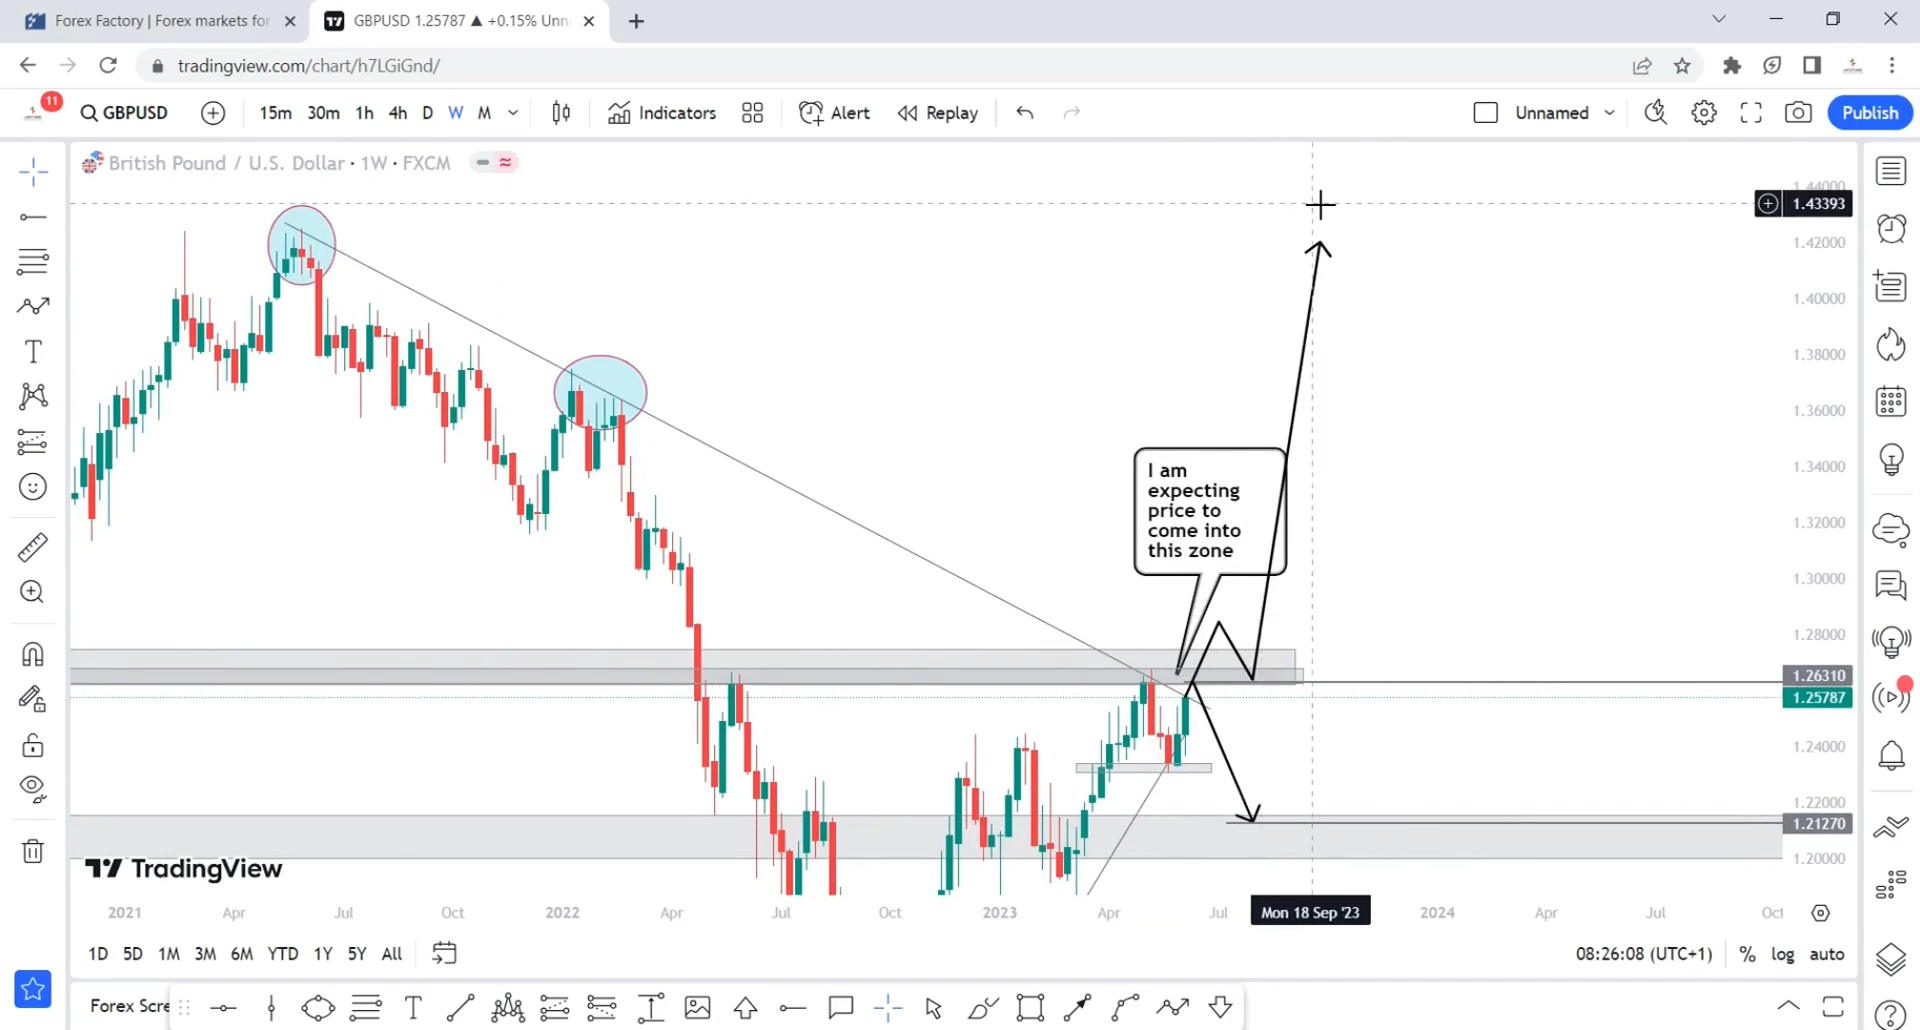 Forex Factory | Forex markets for
GBPUSD 1.25787 ▲ +0.15% Unn
tradingview.com/chart/h7LGiGnd/
11
GBPUSD
15m 30m 1h 4h D W M
Indicators
Alert
Replay
Unnamed
Publish
British Pound / U.S. Dollar · 1W · FXCM
1.44000
1.43393
1.42000
1.40000
1.38000
1.36000
1.34000
1.32000
1.30000
1.28000
1.26310
1.25787
1.24000
1.22000
1.21270
1.20000
I am
expecting
price to
come into
this zone
TradingView
2021 Apr Jul Oct 2022 Apr Jul Oct 2023 Apr Jul Mon 18 Sep '23 2024 Apr Jul Oct
1D 5D 1M 3M 6M YTD 1Y 5Y All
08:26:08 (UTC+1) % log auto
Forex Scre